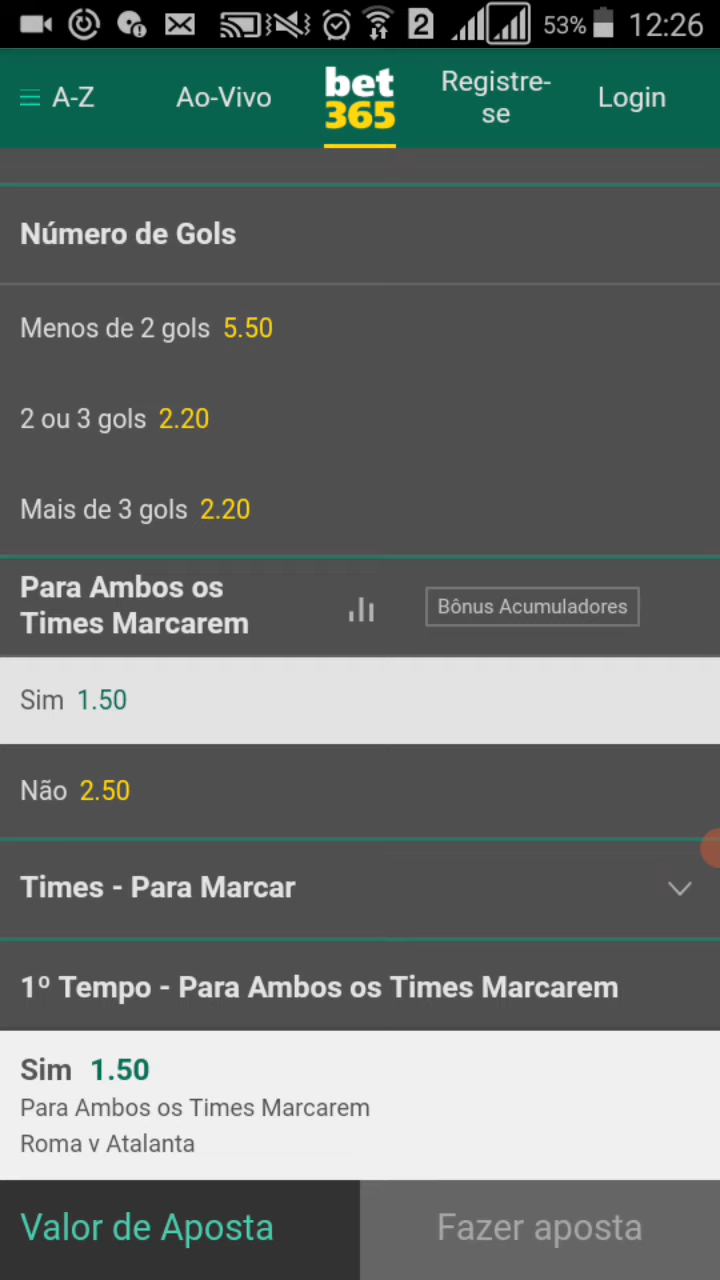 2
53%
12:26
A-Z
Ao-Vivo
bet
365
Registre-
se
Login
Número de Gols
Menos de 2 gols 5.50
2 ou 3 gols 2.20
Mais de 3 gols 2.20
Para Ambos os
Times Marcarem
Bônus Acumuladores
Sim 1.50
Não 2.50
Times - Para Marcar
1º Tempo - Para Ambos os Times Marcarem
Sim 1.50
Para Ambos os Times Marcarem
Roma v Atalanta
Valor de Aposta
Fazer aposta